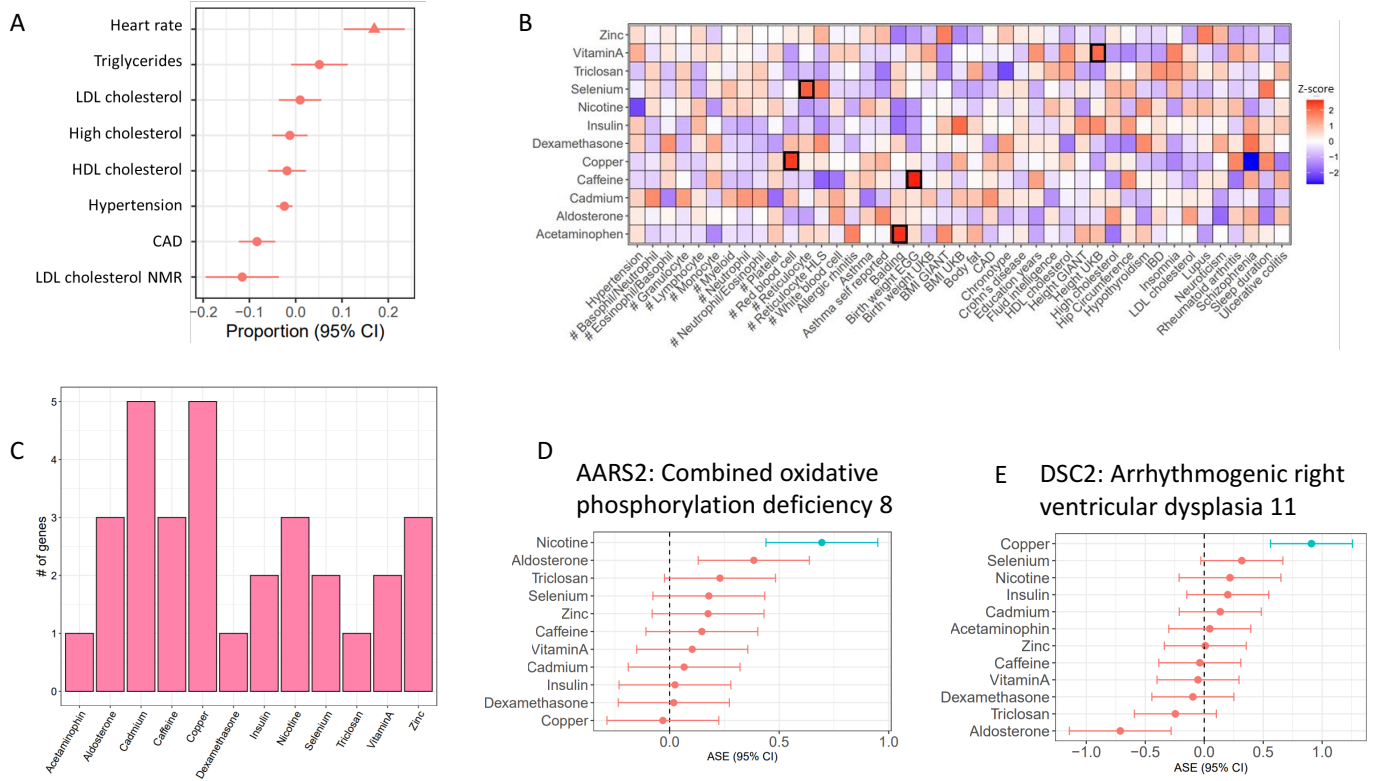 A
Heart rate
Triglycerides
LDL cholesterol
High cholesterol
HDL cholesterol
Hypertension
CAD
LDL cholesterol NMR
−0.2 −0.1 0.0 0.1 0.2
Proportion (95% CI)
B
Zinc
VitaminA
Triclosan
Selenium
Nicotine
Insulin
Dexamethasone
Copper
Caffeine
Cadmium
Aldosterone
Acetaminophen
Hypertension
# Basophil/Neutrophil
# Eosinophil/Basophil
# Granulocyte
# Lymphocyte
# Monocyte
# Myeloid
# Neutrophil
# Neutrophil/Eosinophil
# Platelet
# Red blood cell
# Reticulocyte
# Reticulocyte HLS
# White blood cell
Allergic rhinitis
Asthma
Asthma self reported
Balding
Birth weight EGG
Birth weight UKB
BMI GIANT
BMI UKB
Body fat
CAD
Chronotype
Crohn's disease
Education years
Fluid intelligence
HDL cholesterol
Height GIANT
Height UKB
High cholesterol
Hip Circumference
Hypothyroidism
IBD
Insomnia
LDL cholesterol
Lupus
Neuroticism
Rheumatoid arthritis
Schizophrenia
Sleep duration
Ulcerative colitis
Z-score
2
1
0
−1
−2
C
# of genes
5
4
3
2
1
0
Acetaminophin
Aldosterone
Cadmium
Caffeine
Copper
Dexamethasone
Insulin
Nicotine
Selenium
Triclosan
VitaminA
Zinc
D
AARS2: Combined oxidative
phosphorylation deficiency 8
Nicotine
Aldosterone
Triclosan
Selenium
Zinc
Caffeine
VitaminA
Cadmium
Insulin
Dexamethasone
Copper
0.0 0.5 1.0
ASE (95% CI)
E
DSC2: Arrhythmogenic right
ventricular dysplasia 11
Copper
Selenium
Nicotine
Insulin
Cadmium
Acetaminophin
Zinc
Caffeine
VitaminA
Dexamethasone
Triclosan
Aldosterone
−1.0 −0.5 0.0 0.5 1.0
ASE (95% CI)